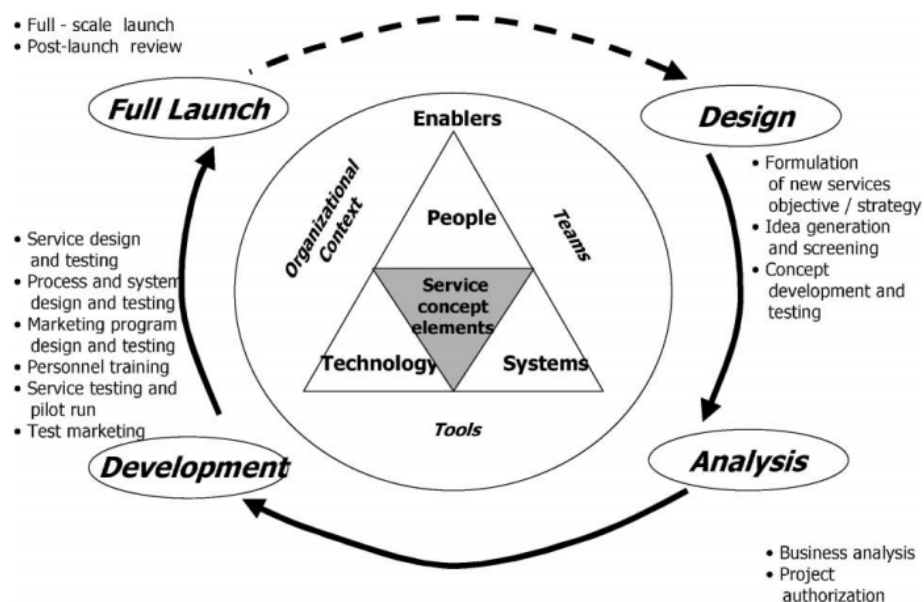 • Full - scale launch
• Post-launch review
Full Launch
Design
Enablers
Organizational
Context
People
Teams
• Formulation
of new services
objective / strategy
• Idea generation
and screening
• Concept
development and
testing
• Service design
and testing
• Process and system
design and testing
• Marketing program
design and testing
• Personnel training
• Service testing and
pilot run
• Test marketing
Service
concept
elements
Technology
Systems
Tools
Development
Analysis
• Business analysis
• Project
authorization